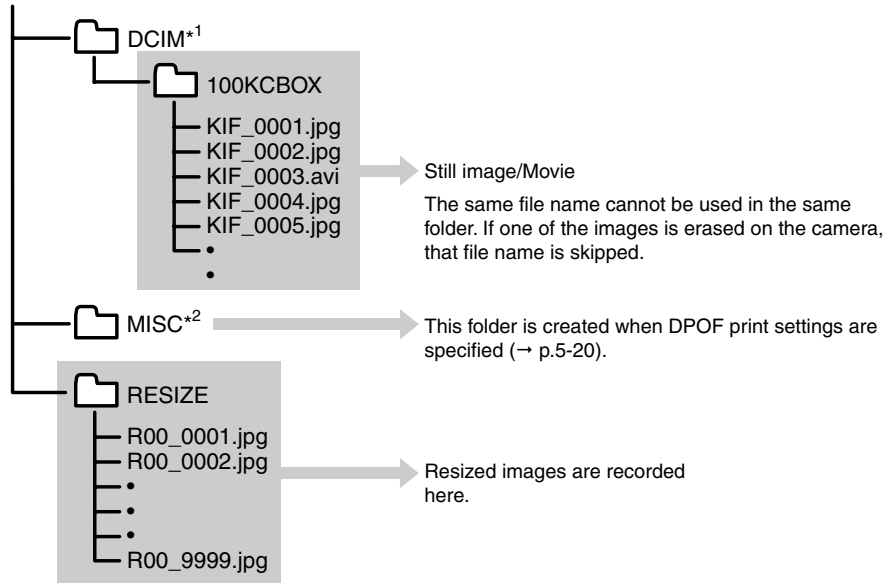 DCIM*1
100KCBOX
KIF_0001.jpg
KIF_0002.jpg
KIF_0003.avi
KIF_0004.jpg
KIF_0005.jpg
•
•
Still image/Movie
The same file name cannot be used in the same
folder. If one of the images is erased on the camera,
that file name is skipped.
MISC*2
This folder is created when DPOF print settings are
specified (→ p.5-20).
RESIZE
R00_0001.jpg
R00_0002.jpg
•
•
•
R00_9999.jpg
Resized images are recorded
here.